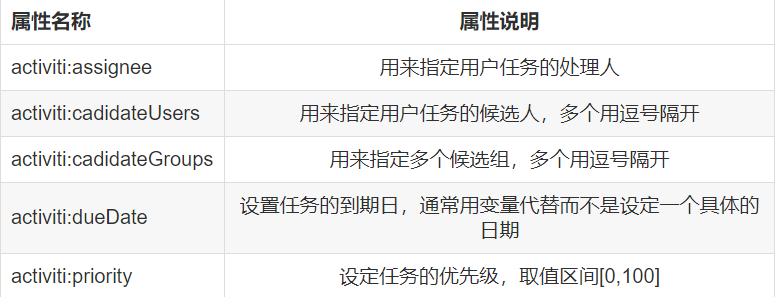 属性名称 属性说明
activiti:assignee 用来指定用户任务的处理人
activiti:cadidateUsers 用来指定用户任务的候选人，多个用逗号隔开
activiti:cadidateGroups 用来指定多个候选组，多个用逗号隔开
activiti:dueDate 设置任务的到期日，通常用变量代替而不是设定一个具体的
日期
activiti:priority 设定任务的优先级，取值区间[0,100]